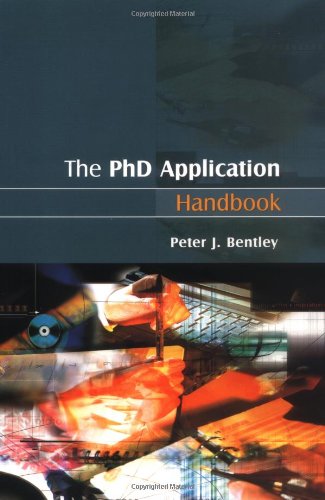 Copyrighted Material
The PhD Application
Handbook
Peter J. Bentley
Copyrighted Material